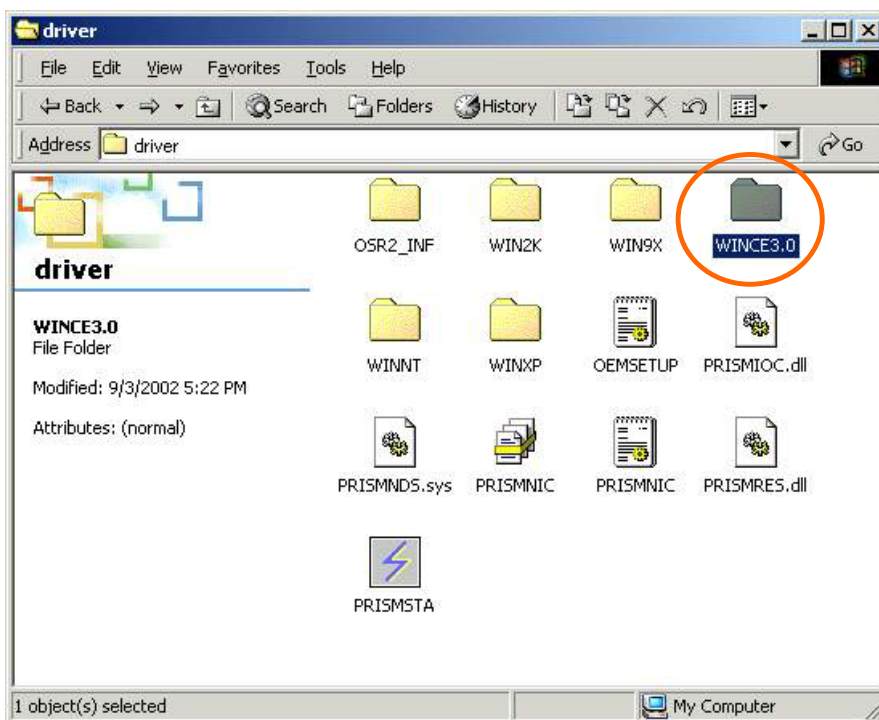 driver
File Edit View Favorites Tools Help
Back Search Folders History
Address driver Go
driver
WINCE3.0
File Folder
Modified: 9/3/2002 5:22 PM
Attributes: (normal)
OSR2_INF WIN2K WIN9X WINCE3.0
WINNT WINXP OEMSETUP PRISMIOC.dll
PRISMNDS.sys PRISMNIC PRISMNIC PRISMRES.dll
PRISMSTA
1 object(s) selected My Computer